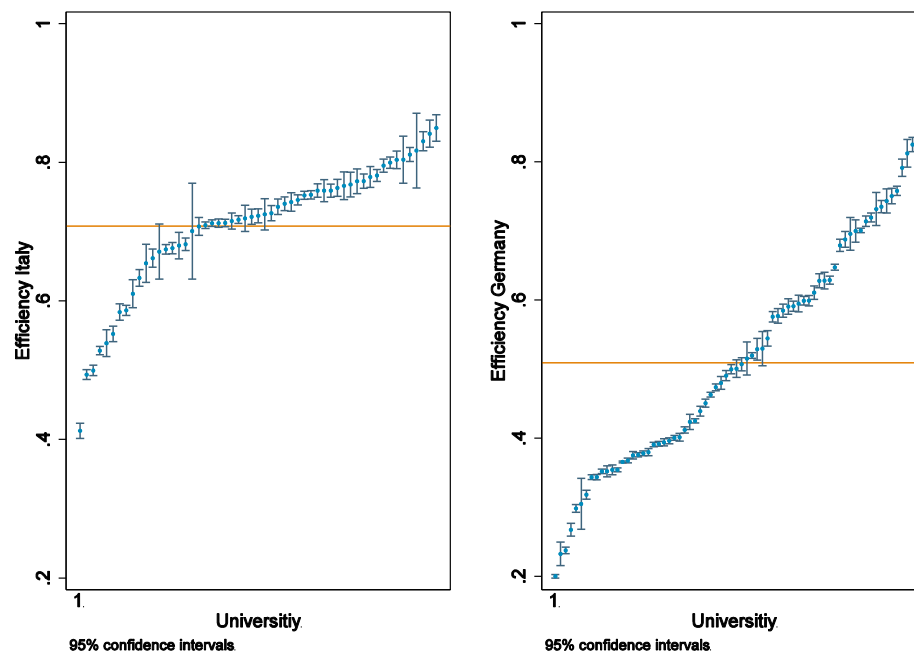 Efficiency Italy
1
.8
.6
.4
.2
1.
Universitiy.
95% confidence intervals.
Efficiency Germany
1
.8
.6
.4
.2
1.
Universitiy.
95% confidence intervals.